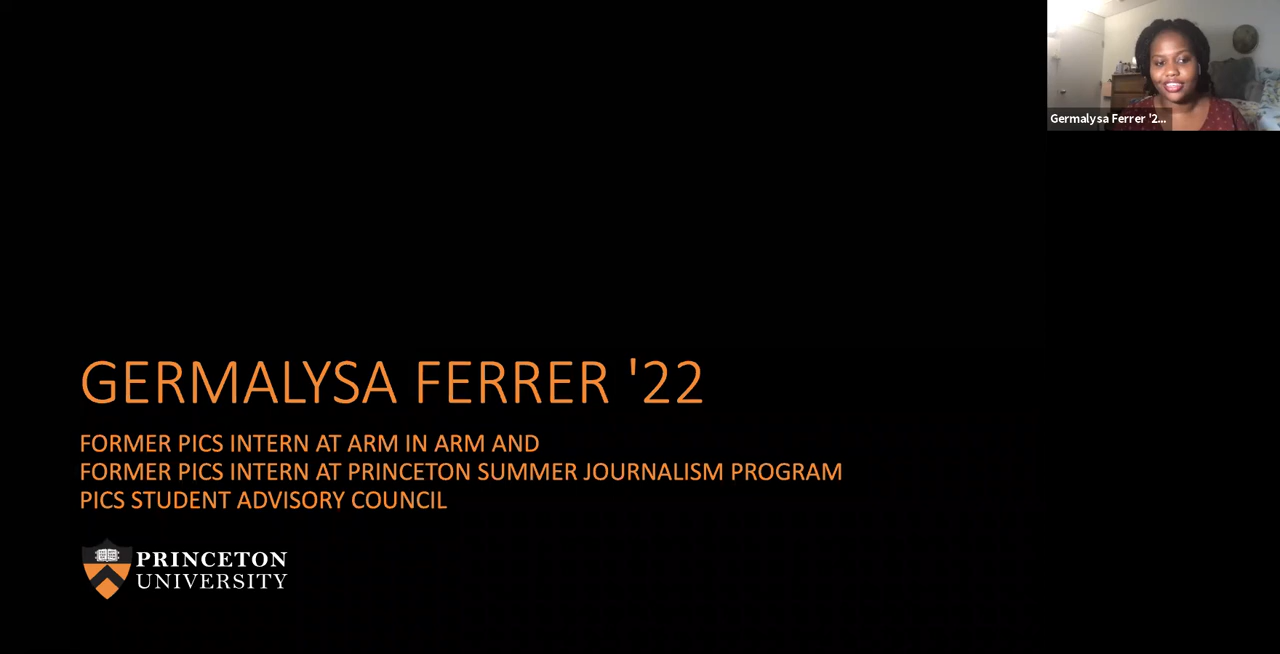 Germalysa Ferrer '2...
GERMALYSA FERRER '22
FORMER PICS INTERN AT ARM IN ARM AND
FORMER PICS INTERN AT PRINCETON SUMMER JOURNALISM PROGRAM
PICS STUDENT ADVISORY COUNCIL
PRINCETON
UNIVERSITY